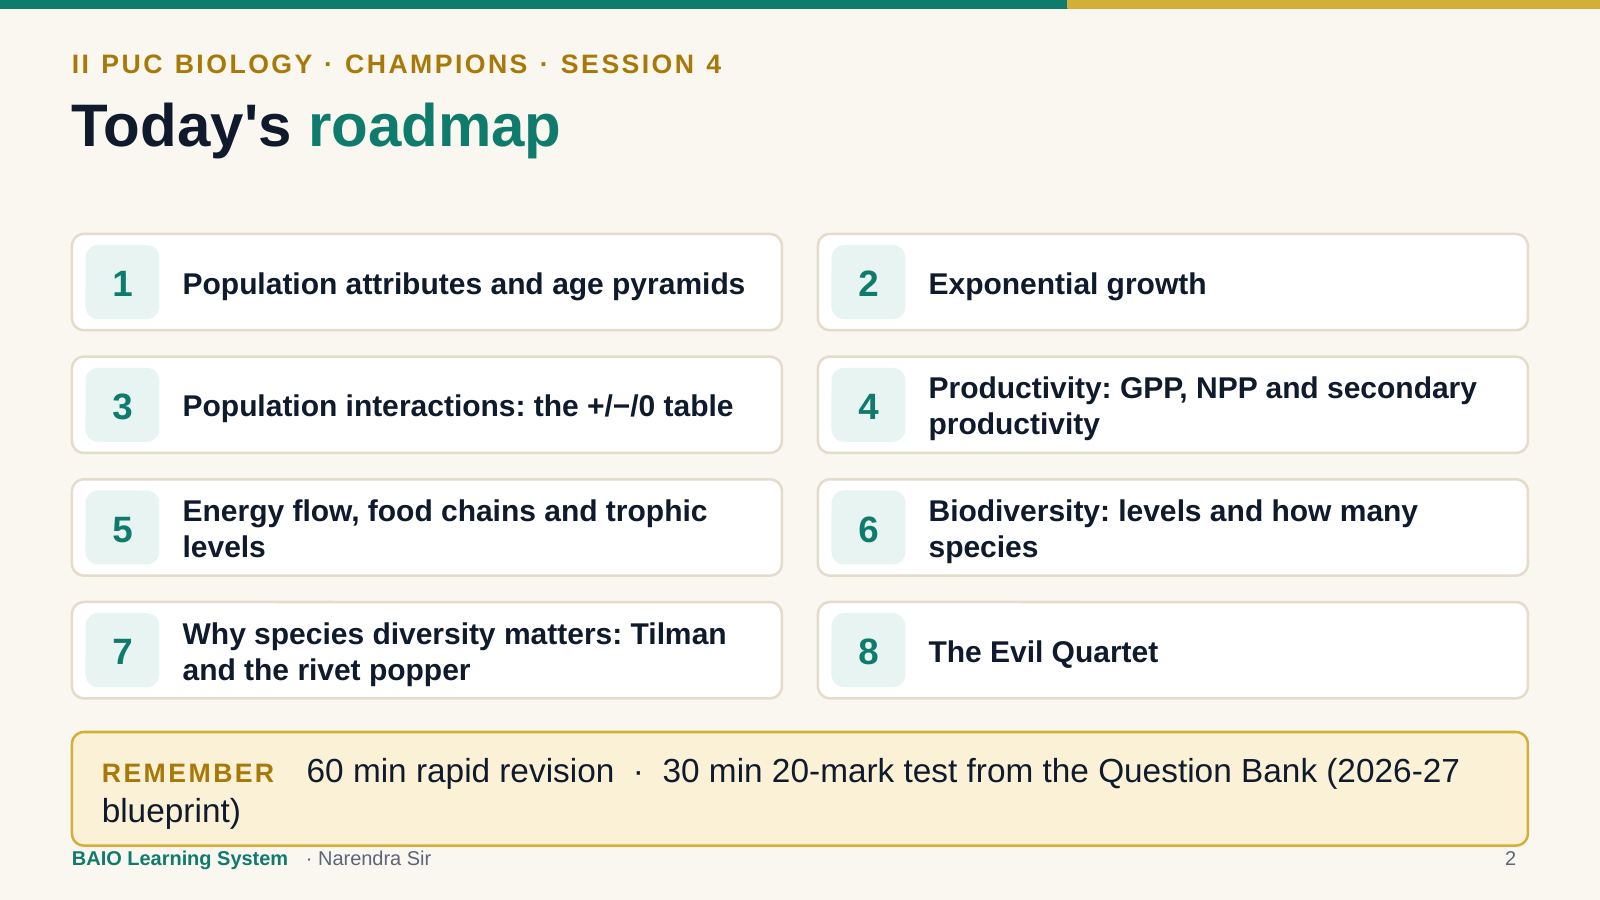 II PUC BIOLOGY · CHAMPIONS · SESSION 4
Today's roadmap
1
Population attributes and age pyramids
2
Exponential growth
3
Population interactions: the +/−/0 table
4
Productivity: GPP, NPP and secondary
productivity
5
Energy flow, food chains and trophic
levels
6
Biodiversity: levels and how many
species
7
Why species diversity matters: Tilman
and the rivet popper
8
The Evil Quartet
REMEMBER 60 min rapid revision · 30 min 20-mark test from the Question Bank (2026-27
blueprint)
BAIO Learning System · Narendra Sir
2